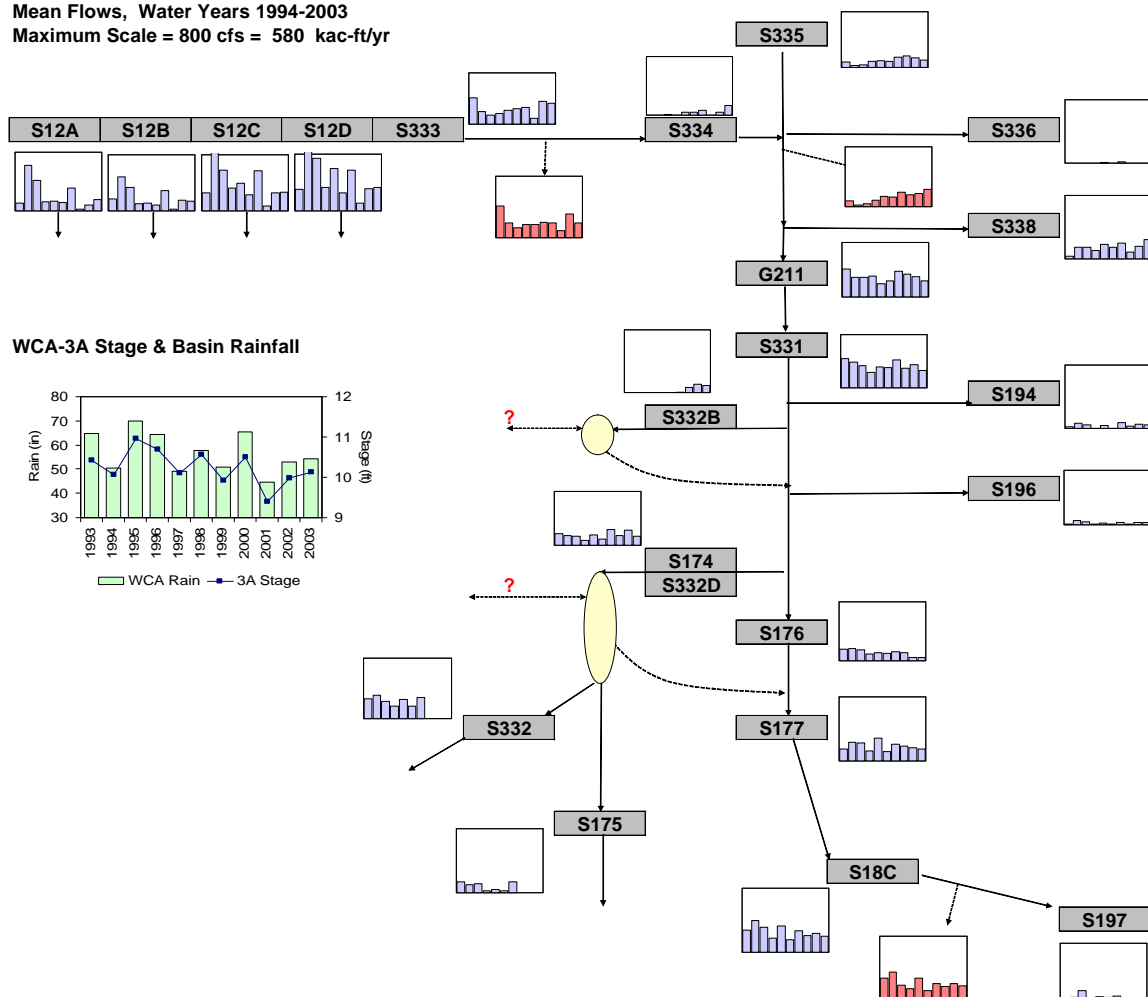 Mean Flows, Water Years 1994-2003
Maximum Scale = 800 cfs = 580 kac-ft/yr
S335
S12A
S12B
S12C
S12D
S333
S334
S336
S338
G211
WCA-3A Stage & Basin Rainfall
S331
80
70
60
50
40
30
Rain (in)
12
11
10
9
Stage (ft)
1993
1994
1995
1996
1997
1998
1999
2000
2001
2002
2003
WCA Rain
3A Stage
S194
?
S332B
S196
S174
?
S332D
S176
S332
S177
S175
S18C
S197